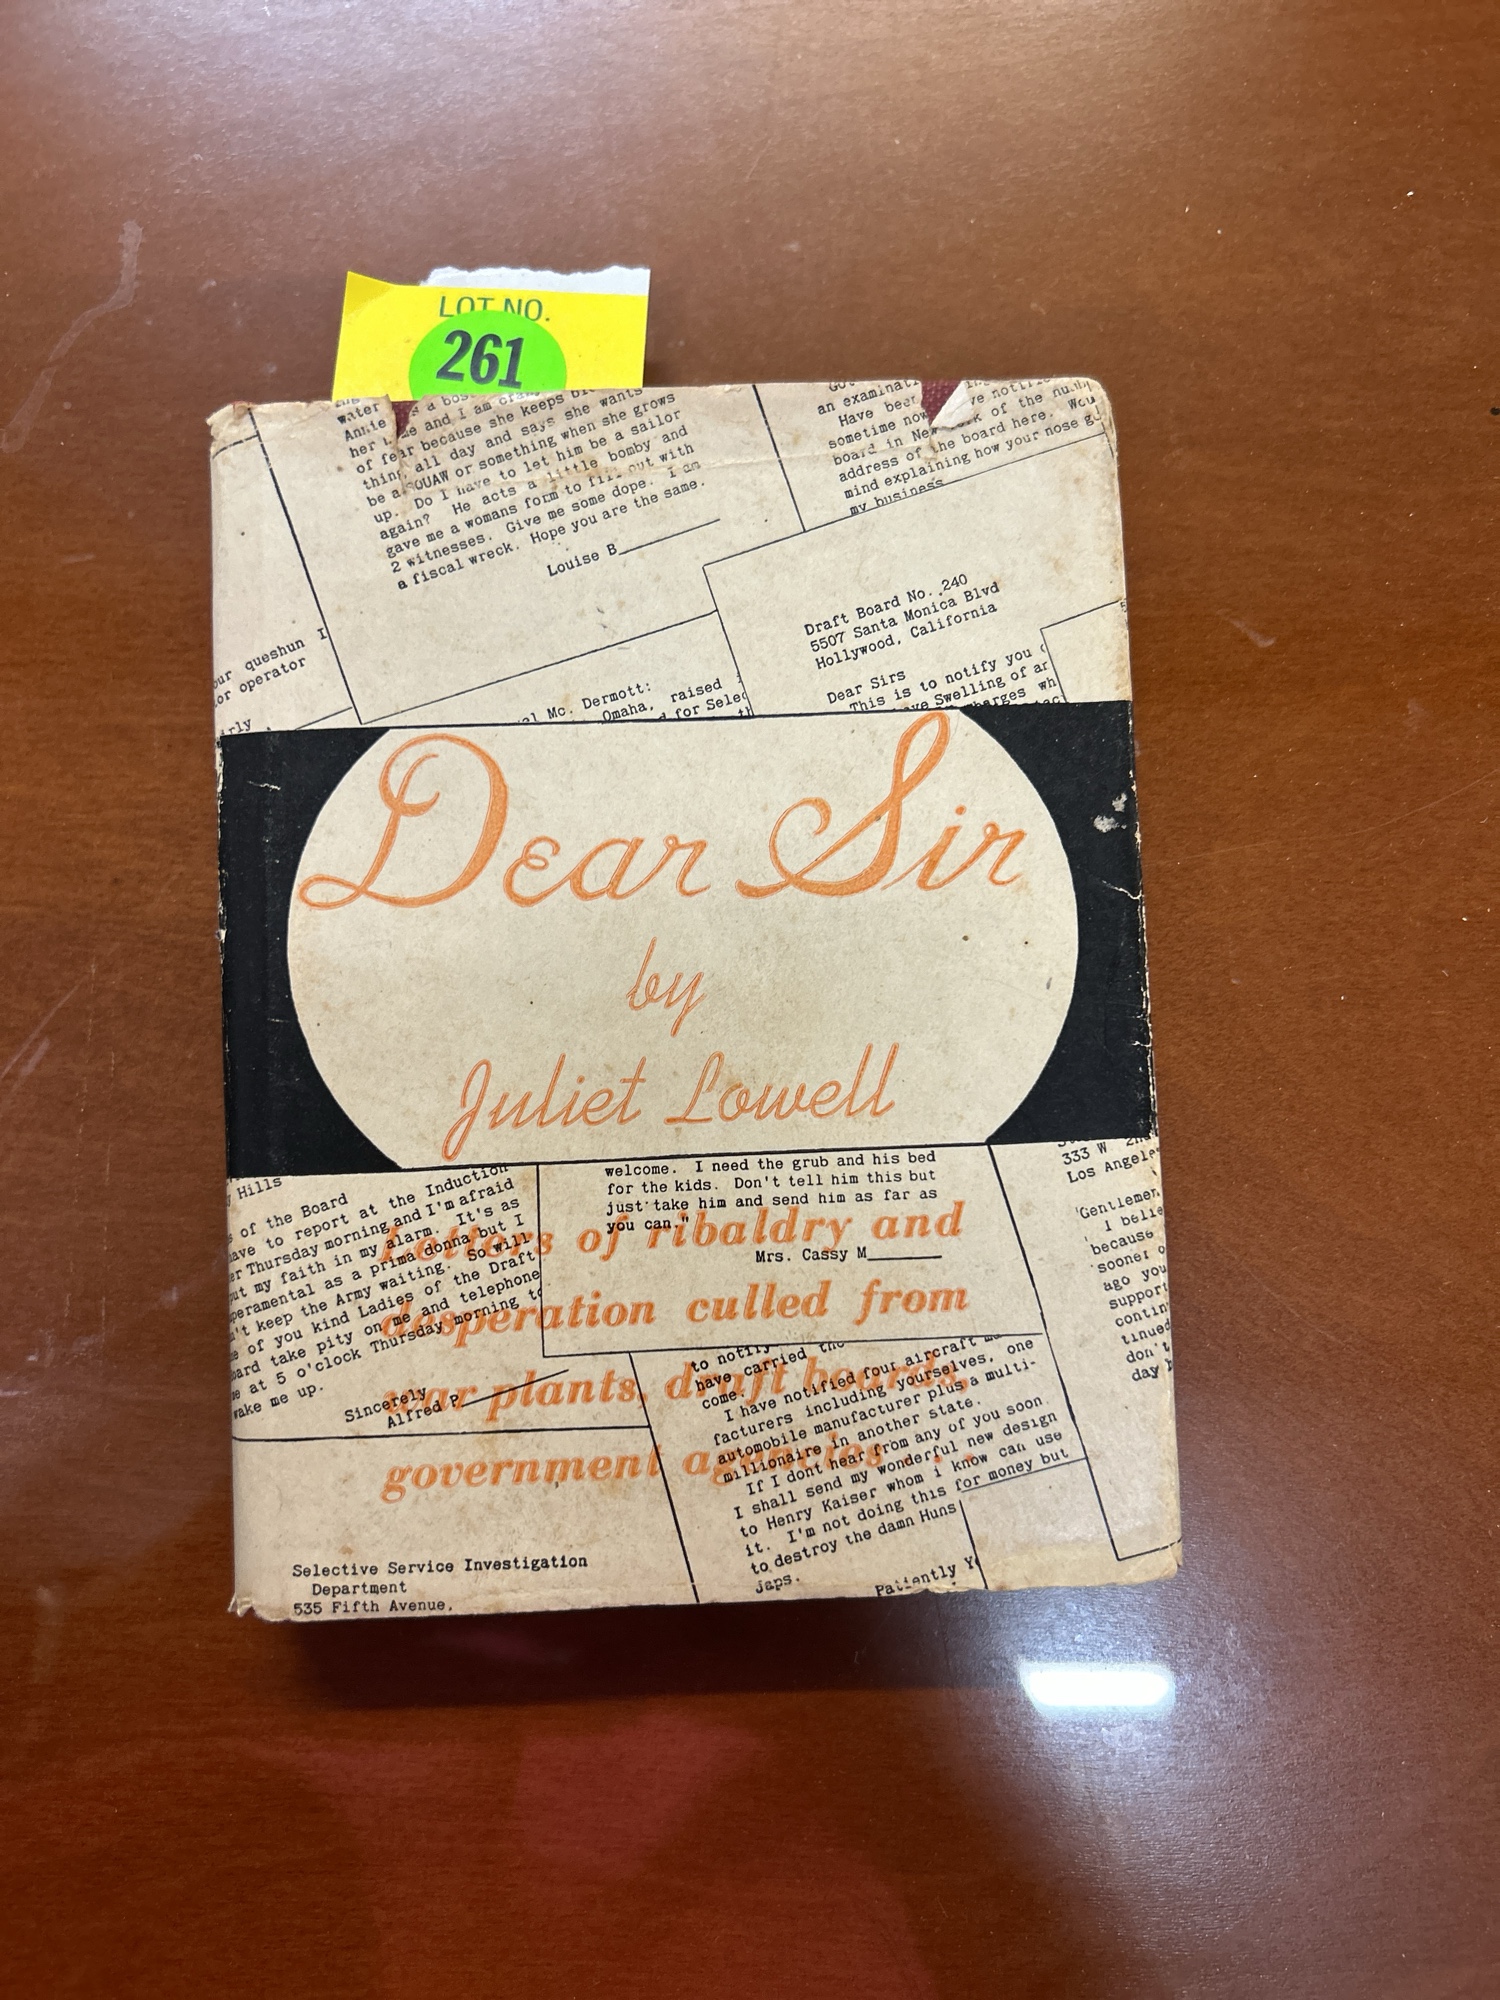 LOT NO.
261
water
Annie
her
me and I am
of fear because she keeps
thing all day and says she wants
be a SQUAW or something when she grows
up. Do I have to let him be a sailor
again? He acts a little bomby and
gave me a womans form to fill out with
2 witnesses. Give me some dope. I am
a fiscal wreck. Hope you are the same.
Louise B
an
Have been
sometime now
board in New York of the
address of the board here.
mind explaining how your nose
my business
queshun I
or operator
Draft Board No. 240
5507 Santa Monica Blvd
Hollywood, California
Dear Sirs
This is to notify you
Swelling of
Mc. Dermott:
Omaha, raised
for
Dear Sir
by
Juliet Lowell
Hills
of the Board
to report at the Induction
Thursday morning and I'm afraid
my faith in my alarm. It's as
as a prima donna but I
keep the Army waiting. So will
of you kind Ladies of the Draft
take pity on me and telephone
at 5 o'clock Thursday morning to
wake me up.
Sincerely
Alfred P
welcome. I need the grub and his bed
for the kids. Don't tell him this but
just take him and send him as far as
you can."
Mrs. Cassy M
333 W
Los
I
because
sooner
ago you
support
don't
day
Letters of ribaldry and
desperation culled from
war plants, draft boards,
government agencies . . .
to notify
have carried the
come.
I have notified four aircraft
facturers including yourselves, one
automobile manufacturer plus a multi-
millionaire in another state.
If I dont hear from any of you soon
I shall send my wonderful new design
to Henry Kaiser whom i know can use
it. I'm not doing this for money but
to destroy the damn Huns
Japs.
Patiently
Selective Service Investigation
Department
535 Fifth Avenue.